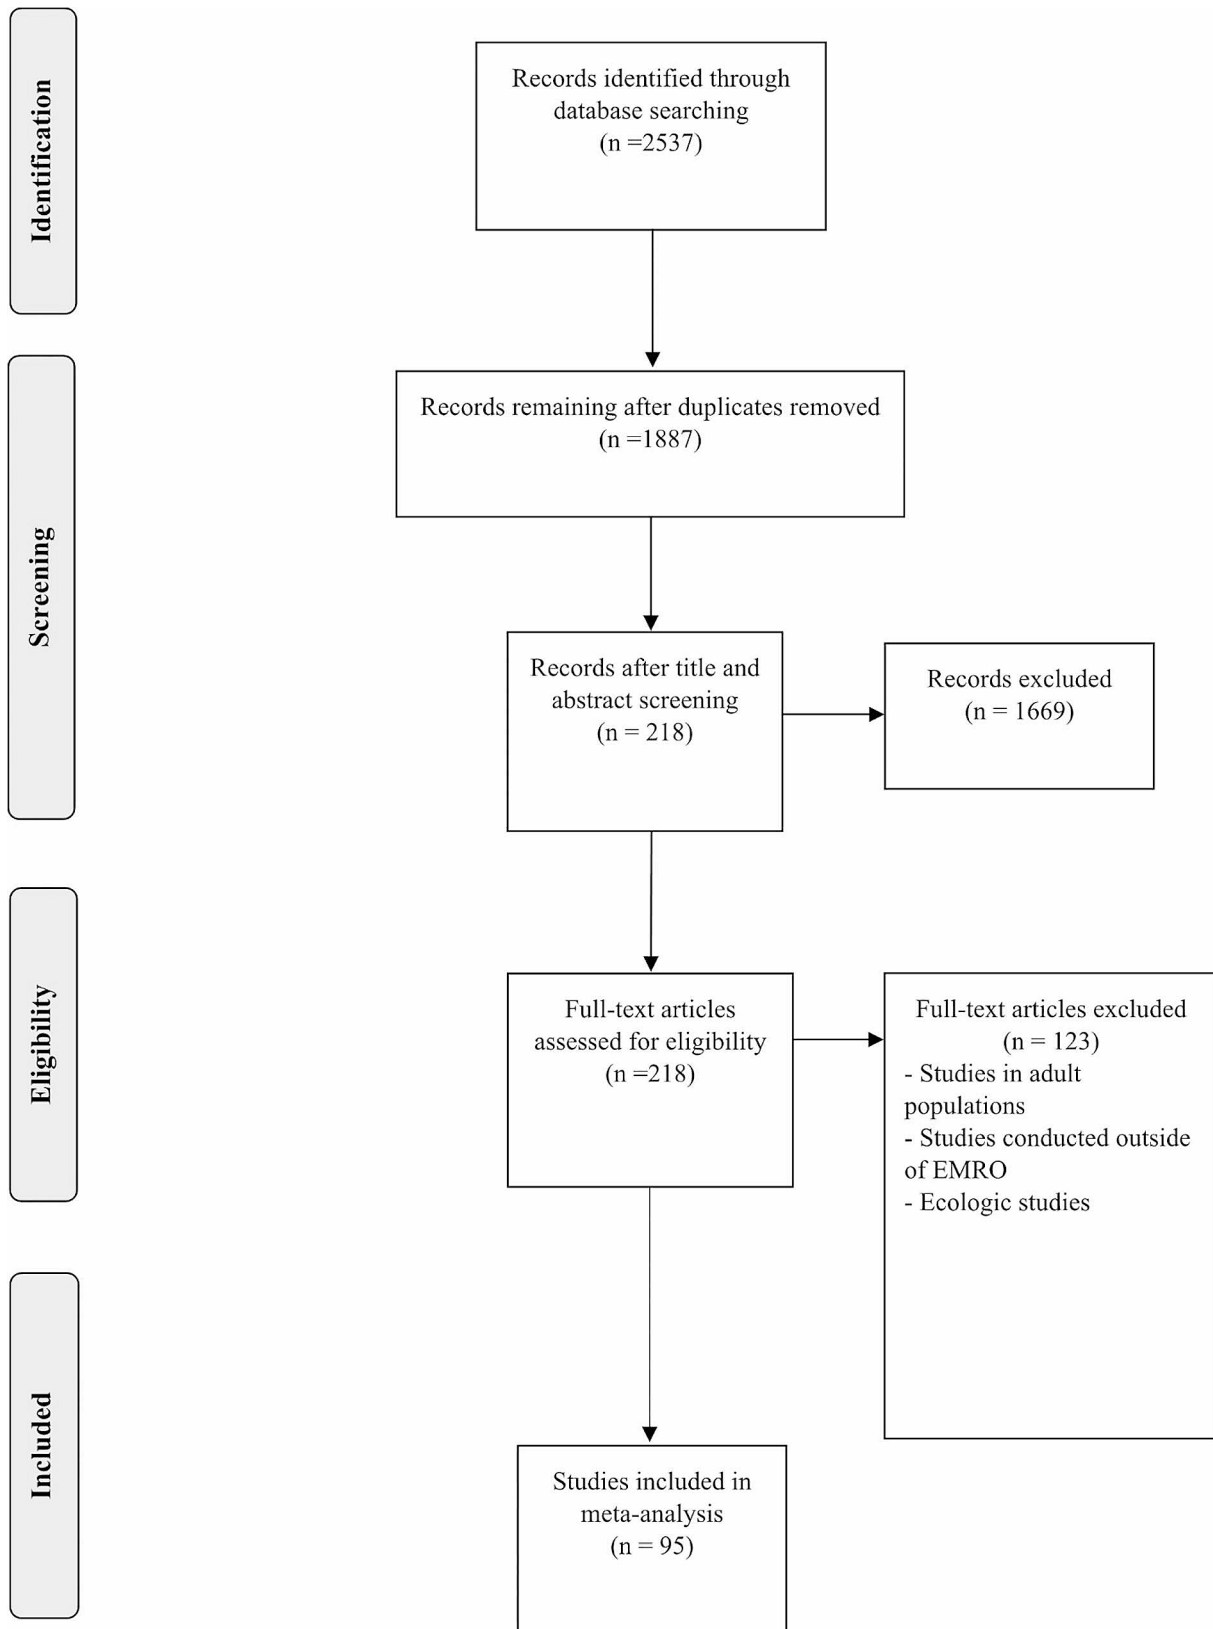 Identification
Records identified through
database searching
(n =2537)
Screening
Records remaining after duplicates removed
(n =1887)
Records after title and
abstract screening
(n = 218)
Records excluded
(n = 1669)
Eligibility
Full-text articles
assessed for eligibility
(n =218)
Full-text articles excluded
(n = 123)
- Studies in adult
populations
- Studies conducted outside
of EMRO
- Ecologic studies
Included
Studies included in
meta-analysis
(n = 95)